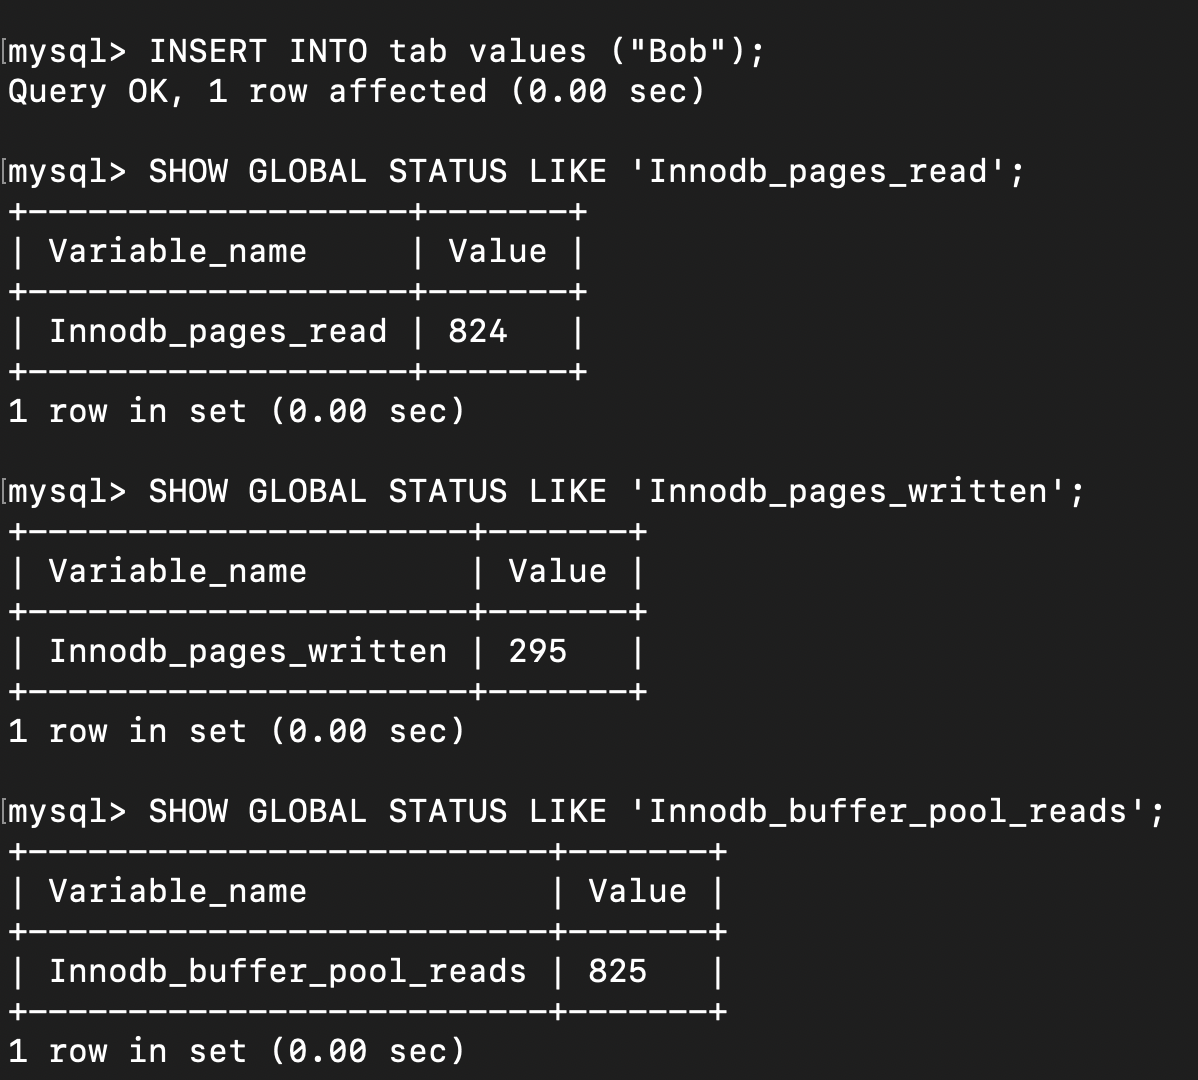 mysql> INSERT INTO tab values ("Bob");
Query OK, 1 row affected (0.00 sec)
mysql> SHOW GLOBAL STATUS LIKE 'Innodb_pages_read';
+-------------------+-------+
| Variable_name     | Value |
+-------------------+-------+
| Innodb_pages_read | 824   |
+-------------------+-------+
1 row in set (0.00 sec)
mysql> SHOW GLOBAL STATUS LIKE 'Innodb_pages_written';
+----------------------+-------+
| Variable_name        | Value |
+----------------------+-------+
| Innodb_pages_written | 295   |
+----------------------+-------+
1 row in set (0.00 sec)
mysql> SHOW GLOBAL STATUS LIKE 'Innodb_buffer_pool_reads';
+--------------------------+-------+
| Variable_name            | Value |
+--------------------------+-------+
| Innodb_buffer_pool_reads | 825   |
+--------------------------+-------+
1 row in set (0.00 sec)